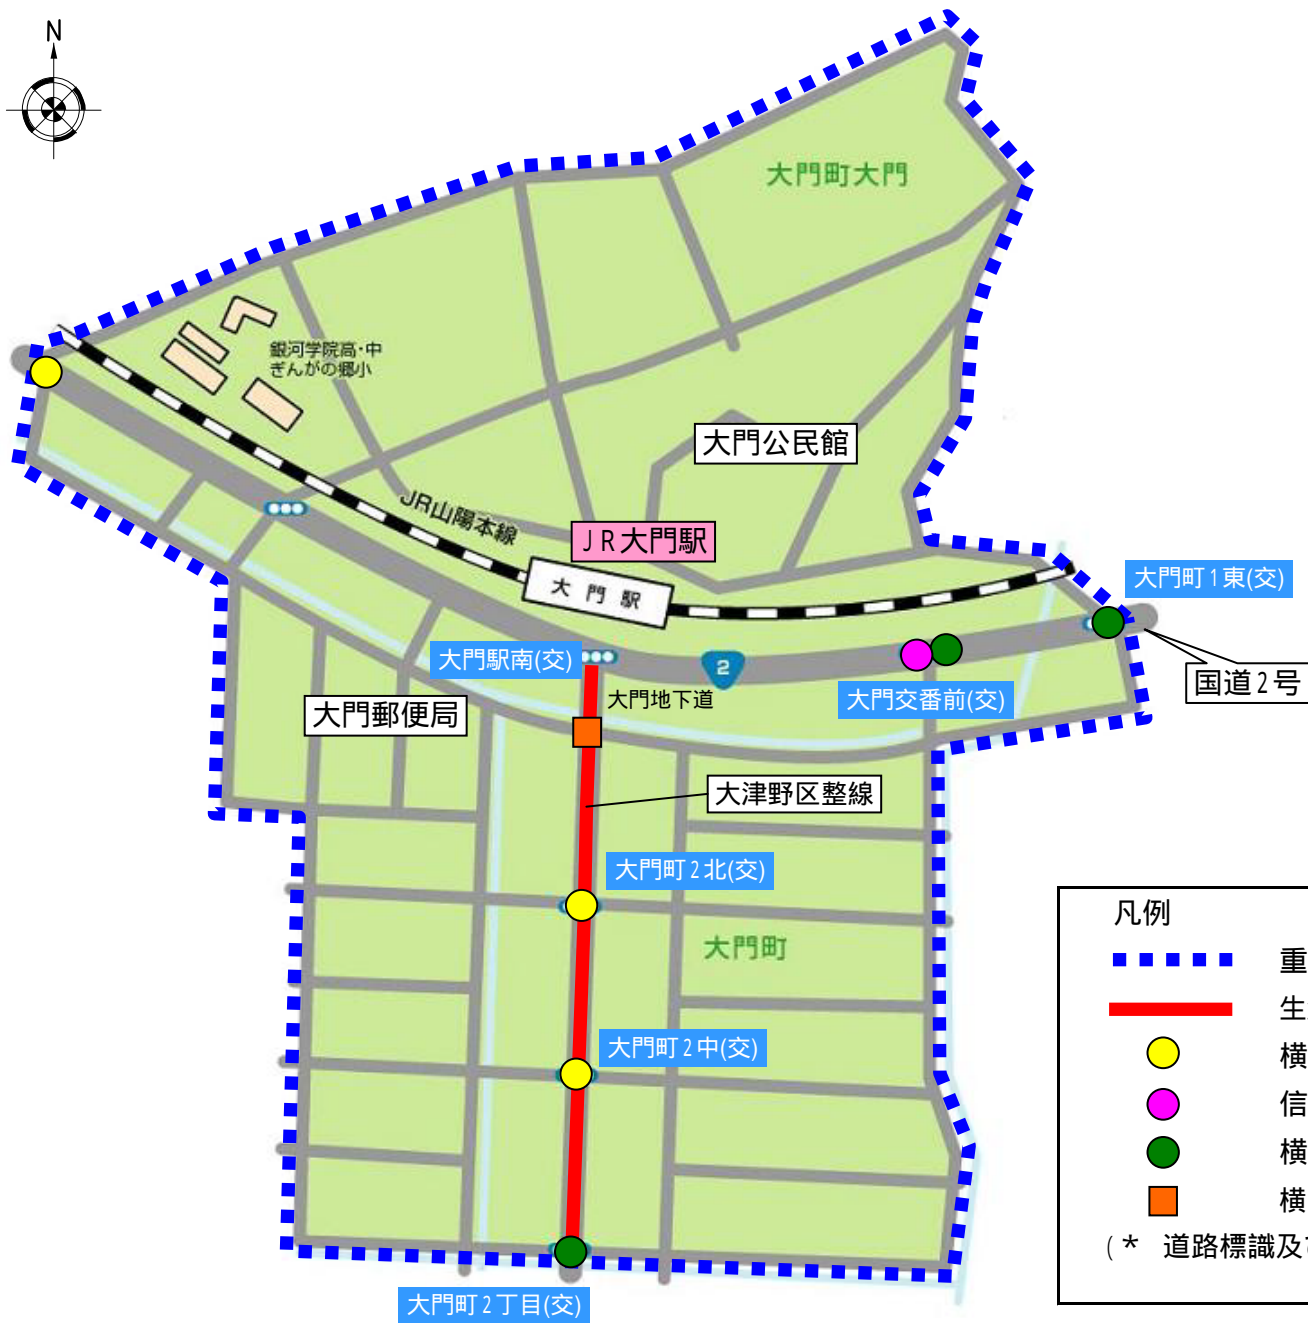 N
大門町大門
銀河学院高・中
ぎんがの郷小
大門公民館
JR山陽本線
JR大門駅
大門駅
大門町1東(交)
大門駅南(交)
2
国道2号
大門地下道
大門交番前(交)
大門郵便局
大津野区整線
大門町2北(交)
大門町
大門町2中(交)
大門町2丁目(交)
凡例
重
生
横
信
横
横
(* 道路標識及